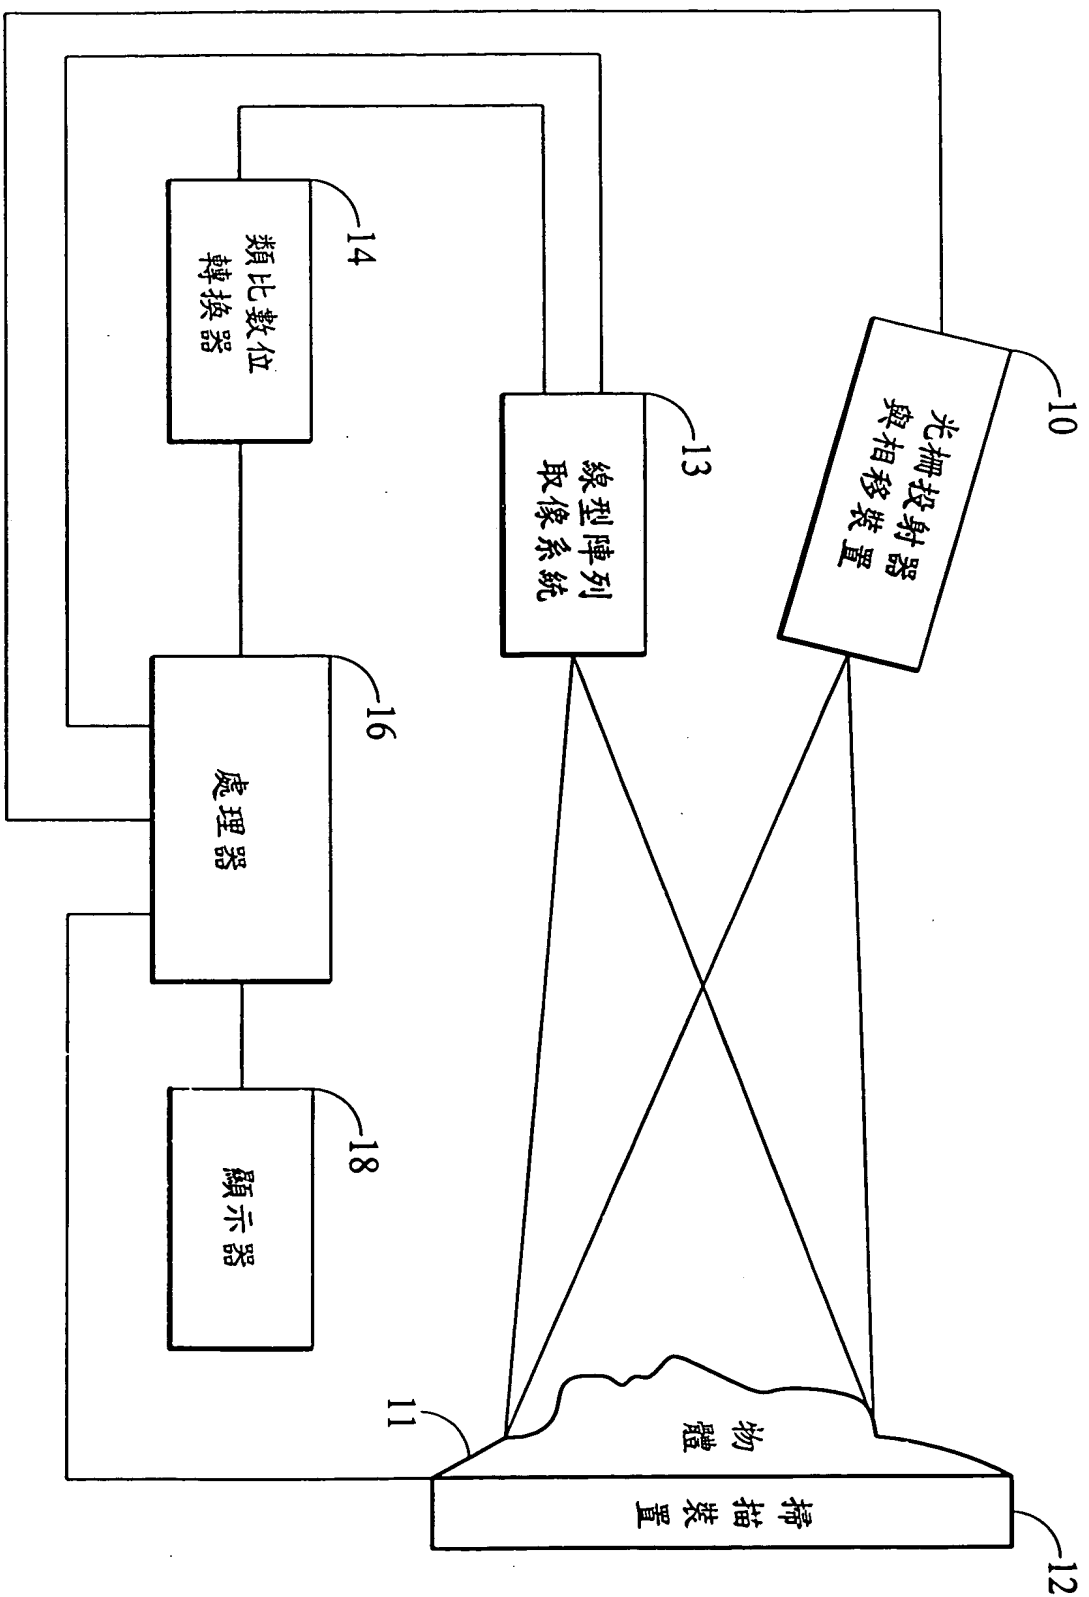 10
光柵投射器
與相移裝置
13
線型陣列
取像系統
14
類比數位
轉換器
16
處理器
18
顯示器
11
物體
掃描裝置
12